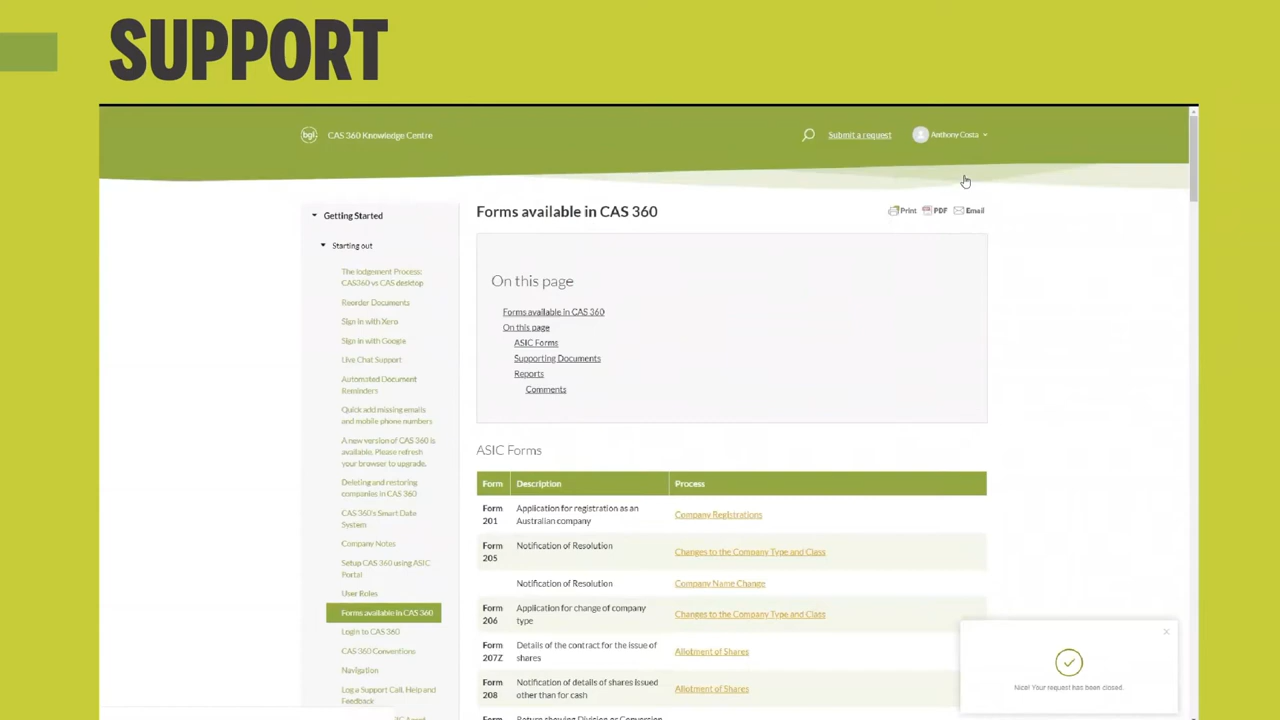 SUPPORT
bgl CAS 360 Knowledge Centre
Submit a request
Anthony Costa
Getting Started
Starting out
The lodgement Process:
CAS360 vs CAS desktop
Reorder Documents
Sign in with Xero
Sign in with Google
Live Chat Support
Automated Document
Reminders
Quick add missing emails
and mobile phone numbers
A new version of CAS 360 is
available. Please refresh
your browser to upgrade.
Deleting and restoring
companies in CAS 360
CAS 360's Smart Date
System
Company Notes
Setup CAS 360 using ASIC
Portal
User Roles
Forms available in CAS 360
Login to CAS 360
CAS 360 Conventions
Navigation
Log a Support Call, Help and
Feedback
Forms available in CAS 360
Print PDF Email
On this page
Forms available in CAS 360
On this page
ASIC Forms
Supporting Documents
Reports
Comments
ASIC Forms
Form Description Process
Form Application for registration as an
201 Australian company Company Registrations
Form Notification of Resolution Changes to the Company Type and Class
205
Notification of Resolution Company Name Change
Form Application for change of company Changes to the Company Type and Class
206 type
Form Details of the contract for the issue of Allotment of Shares
207Z shares
Form Notification of details of shares issued Allotment of Shares
208 other than for cash
Nice! Your request has been closed.